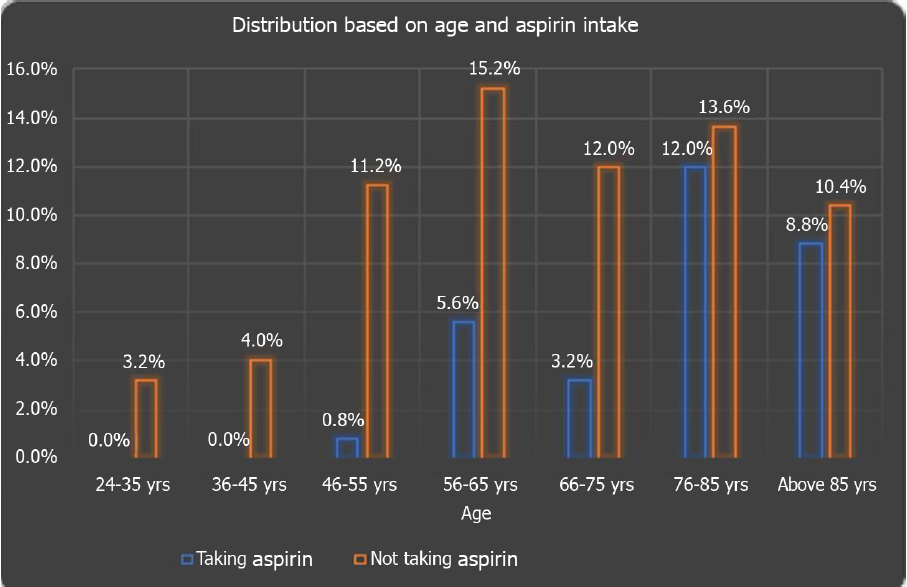 Distribution based on age and aspirin intake
16.0%
14.0%
12.0%
10.0%
8.0%
6.0%
4.0%
2.0%
0.0%
0.0%
3.2%
0.0%
4.0%
0.8%
11.2%
5.6%
15.2%
3.2%
12.0%
12.0%
13.6%
8.8%
10.4%
24-35 yrs
36-45 yrs
46-55 yrs
56-65 yrs
66-75 yrs
76-85 yrs
Above 85 yrs
Age
Taking aspirin
Not taking aspirin